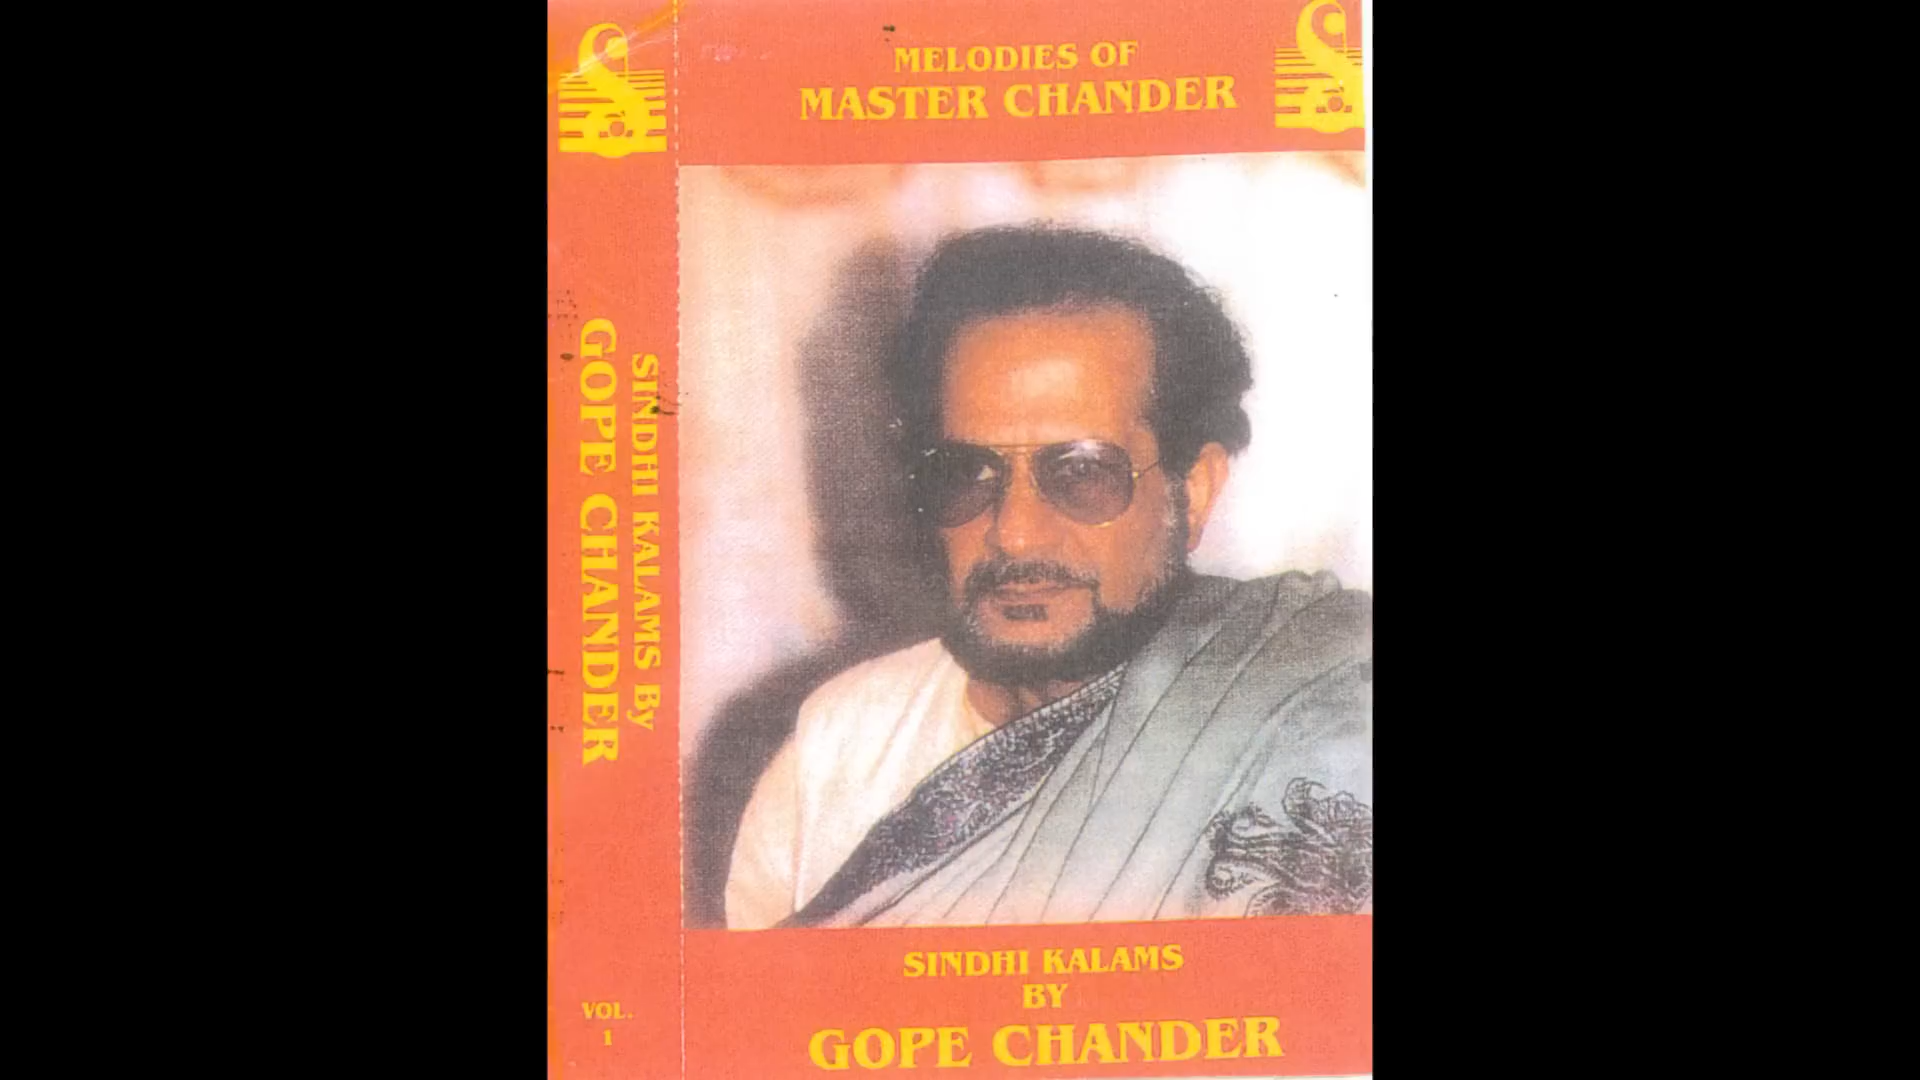 MELODIES OF
MASTER CHANDER
SINDHI KALAMS By
GOPE CHANDER
VOL.
1
SINDHI KALAMS
BY
GOPE CHANDER